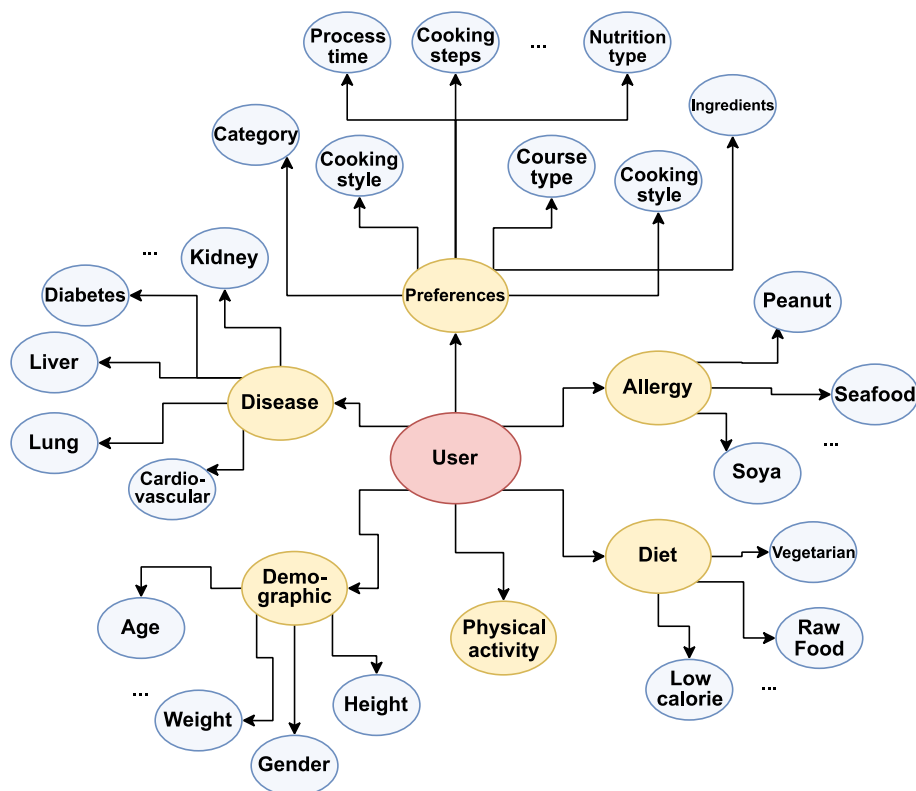 Process
time
Cooking
steps
...
Nutrition
type
...
Category
Ingredients
Cooking
style
Course
type
Cooking
style
...
Kidney
Diabetes
Preferences
Peanut
Liver
Disease
Allergy
Seafood
Lung
User
...
Cardio-
vascular
Soya
Diet
Vegetarian
Demo-
graphic
Age
Physical
activity
Raw
Food
...
Low
calorie
...
Weight
Height
Gender